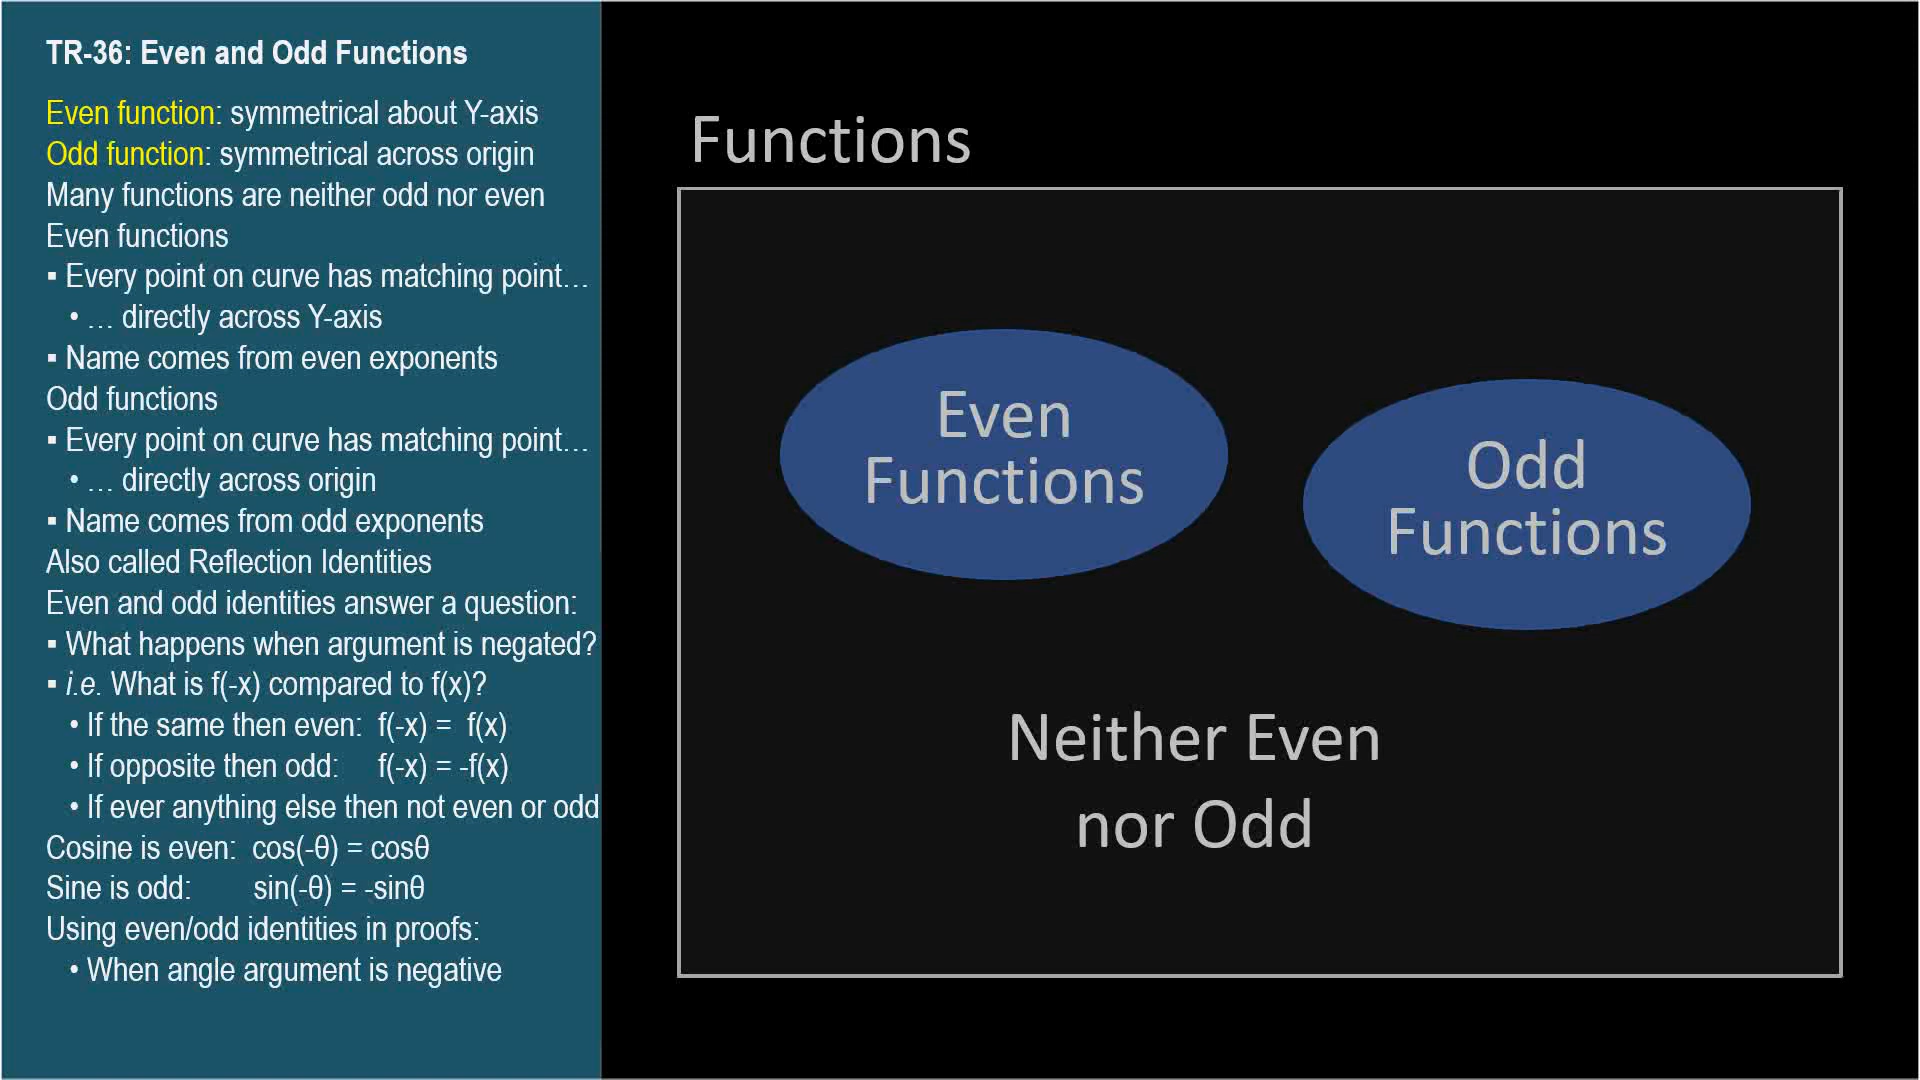 TR-36: Even and Odd Functions
Even function: symmetrical about Y-axis
Odd function: symmetrical across origin
Many functions are neither odd nor even
Even functions
▪ Every point on curve has matching point…
• … directly across Y-axis
▪ Name comes from even exponents
Odd functions
▪ Every point on curve has matching point…
• … directly across origin
▪ Name comes from odd exponents
Also called Reflection Identities
Even and odd identities answer a question:
▪ What happens when argument is negated?
▪ i.e. What is f(-x) compared to f(x)?
• If the same then even: f(-x) = f(x)
• If opposite then odd: f(-x) = -f(x)
• If ever anything else then not even or odd
Cosine is even: cos(-θ) = cosθ
Sine is odd: sin(-θ) = -sinθ
Using even/odd identities in proofs:
• When angle argument is negative
Functions
Even
Functions
Odd
Functions
Neither Even
nor Odd